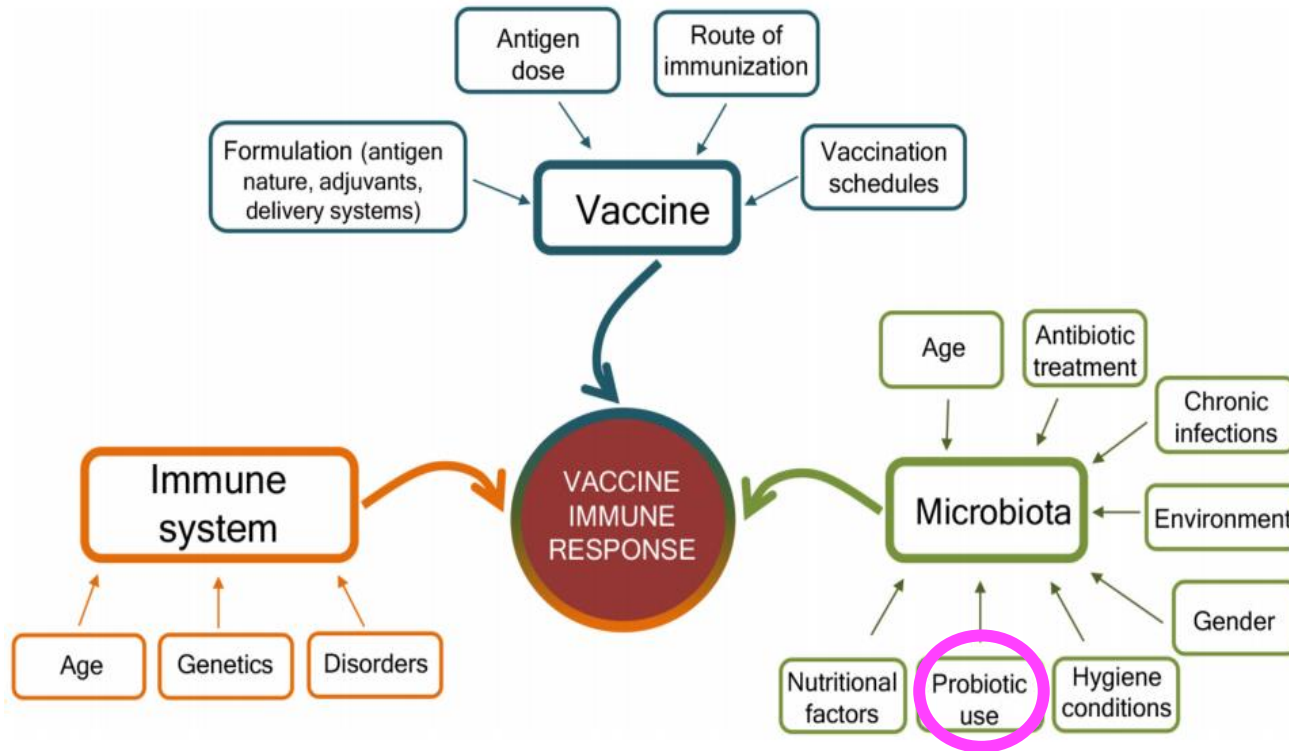 Antigen
dose
Route of
immunization
Formulation (antigen
nature, adjuvants,
delivery systems)
Vaccination
schedules
Vaccine
Age
Antibiotic
treatment
Chronic
infections
Immune
system
VACCINE
IMMUNE
RESPONSE
Microbiota
Environment
Gender
Age
Genetics
Disorders
Nutritional
factors
Probiotic
use
Hygiene
conditions